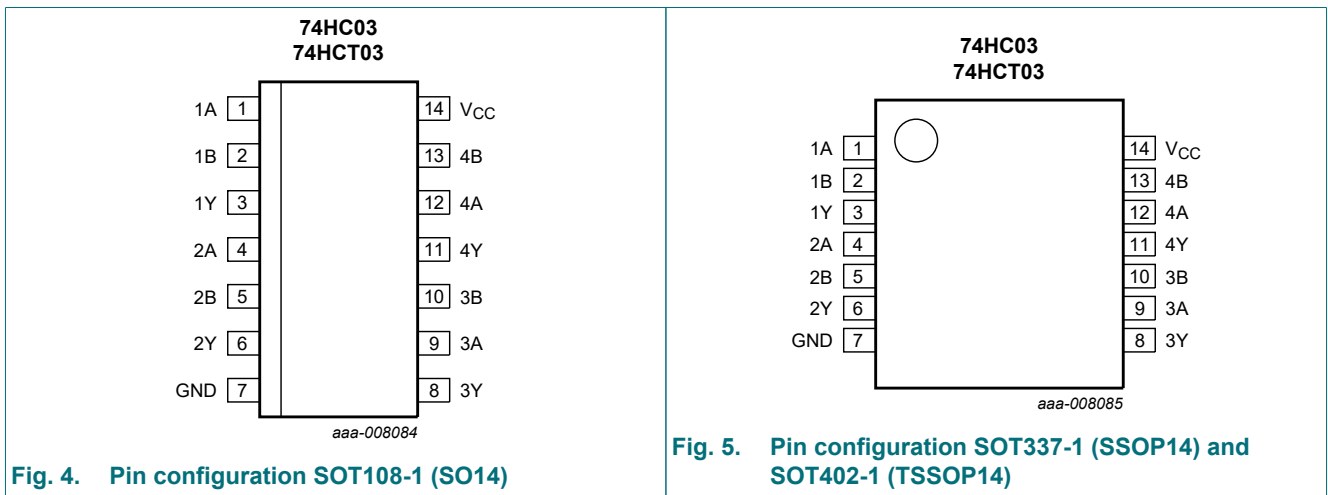 74HC03
74HCT03
1A 1 14 VCC
1B 2 13 4B
1Y 3 12 4A
2A 4 11 4Y
2B 5 10 3B
2Y 6 9 3A
GND 7 8 3Y
aaa-008084
Fig. 4. Pin configuration SOT108-1 (SO14)
74HC03
74HCT03
1A 1 14 VCC
1B 2 13 4B
1Y 3 12 4A
2A 4 11 4Y
2B 5 10 3B
2Y 6 9 3A
GND 7 8 3Y
aaa-008085
Fig. 5. Pin configuration SOT337-1 (SSOP14) and
SOT402-1 (TSSOP14)